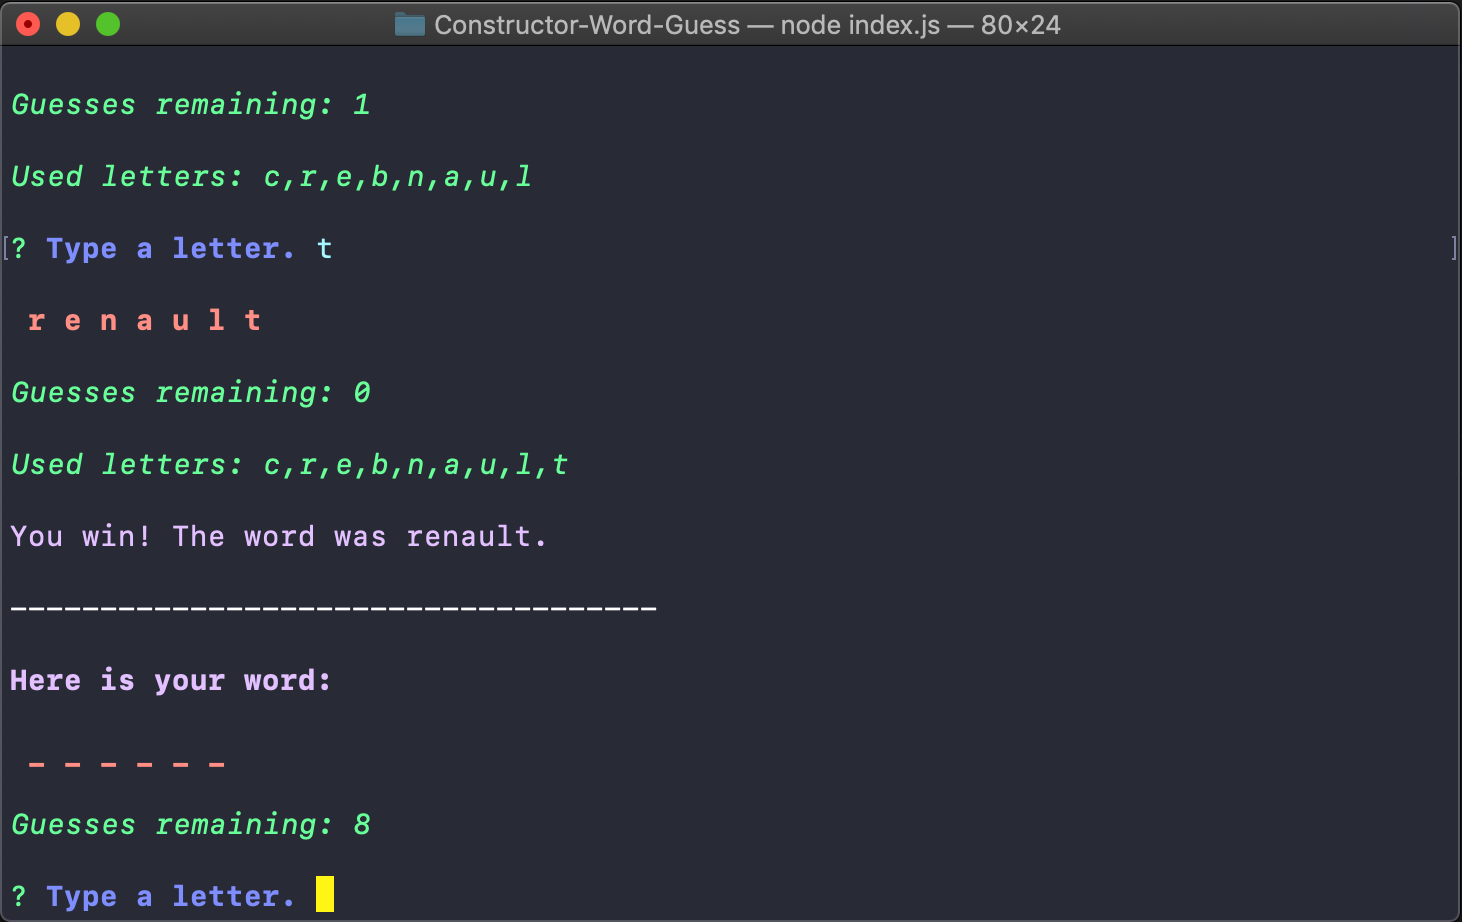 Constructor-Word-Guess — node index.js — 80×24
Guesses remaining: 1
Used letters: c,r,e,b,n,a,u,l
[? Type a letter. t ]
r e n a u l t
Guesses remaining: 0
Used letters: c,r,e,b,n,a,u,l,t
You win! The word was renault.
------------------------------------
Here is your word:
_ _ _ _ _ _
Guesses remaining: 8
? Type a letter.